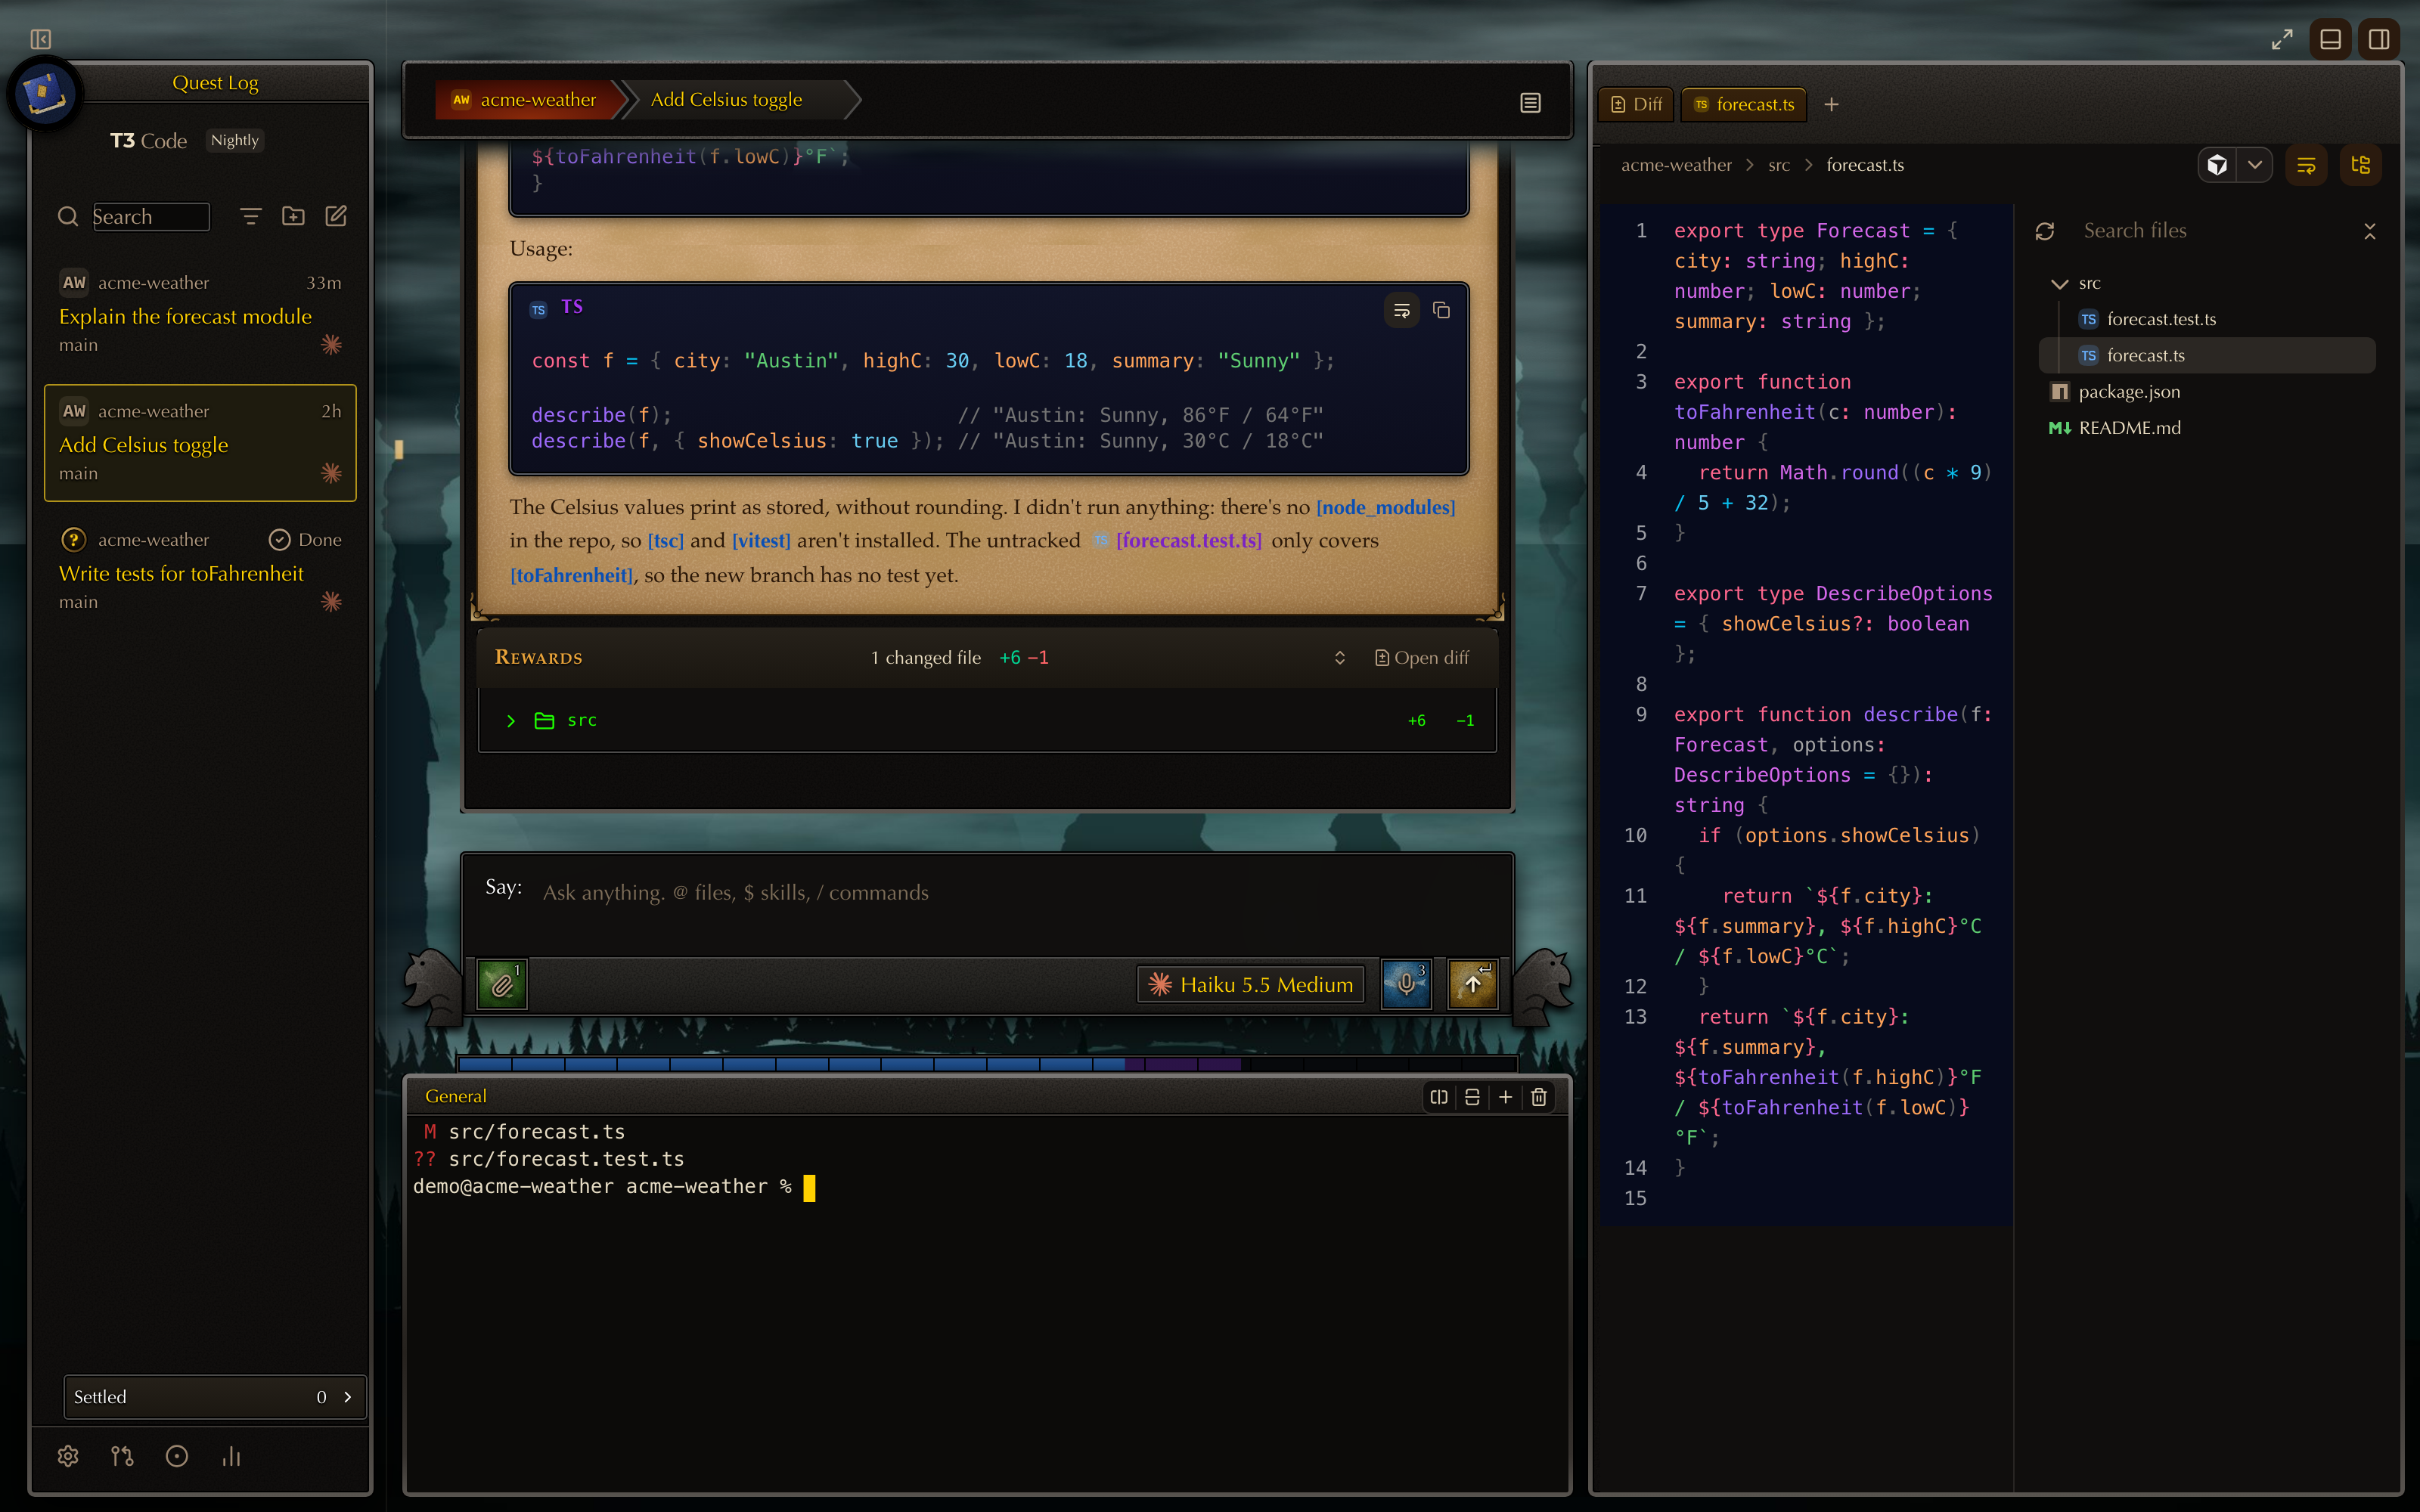 Quest Log
T3 Code Nightly
Search
AW acme-weather 33m
Explain the forecast module
main
AW acme-weather 2h
Add Celsius toggle
main
? acme-weather Done
Write tests for toFahrenheit
main
Settled 0
AW acme-weather Add Celsius toggle
${toFahrenheit(f.lowC)}°F`;
}
Usage:
TS TS
const f = { city: "Austin", highC: 30, lowC: 18, summary: "Sunny" };
describe(f); // "Austin: Sunny, 86°F / 64°F"
describe(f, { showCelsius: true }); // "Austin: Sunny, 30°C / 18°C"
The Celsius values print as stored, without rounding. I didn't run anything: there's no [node_modules]
in the repo, so [tsc] and [vitest] aren't installed. The untracked TS [forecast.test.ts] only covers
[toFahrenheit], so the new branch has no test yet.
Rewards 1 changed file +6 −1 Open diff
src +6 −1
Say: Ask anything. @ files, $ skills, / commands
1 Haiku 5.5 Medium 3
General
M src/forecast.ts
?? src/forecast.test.ts
demo@acme-weather acme-weather %
Diff TS forecast.ts
acme-weather > src > forecast.ts
1 export type Forecast = {
city: string; highC:
number; lowC: number;
summary: string };
2
3 export function
toFahrenheit(c: number):
number {
4 return Math.round((c * 9)
/ 5 + 32);
5 }
6
7 export type DescribeOptions
= { showCelsius?: boolean
};
8
9 export function describe(f:
Forecast, options:
DescribeOptions = {}):
string {
10 if (options.showCelsius)
{
11 return `${f.city}:
${f.summary}, ${f.highC}°C
/ ${f.lowC}°C`;
12 }
13 return `${f.city}:
${f.summary},
${toFahrenheit(f.highC)}°F
/ ${toFahrenheit(f.lowC)}
°F`;
14 }
15
Search files
src
TS forecast.test.ts
TS forecast.ts
package.json
M↓ README.md